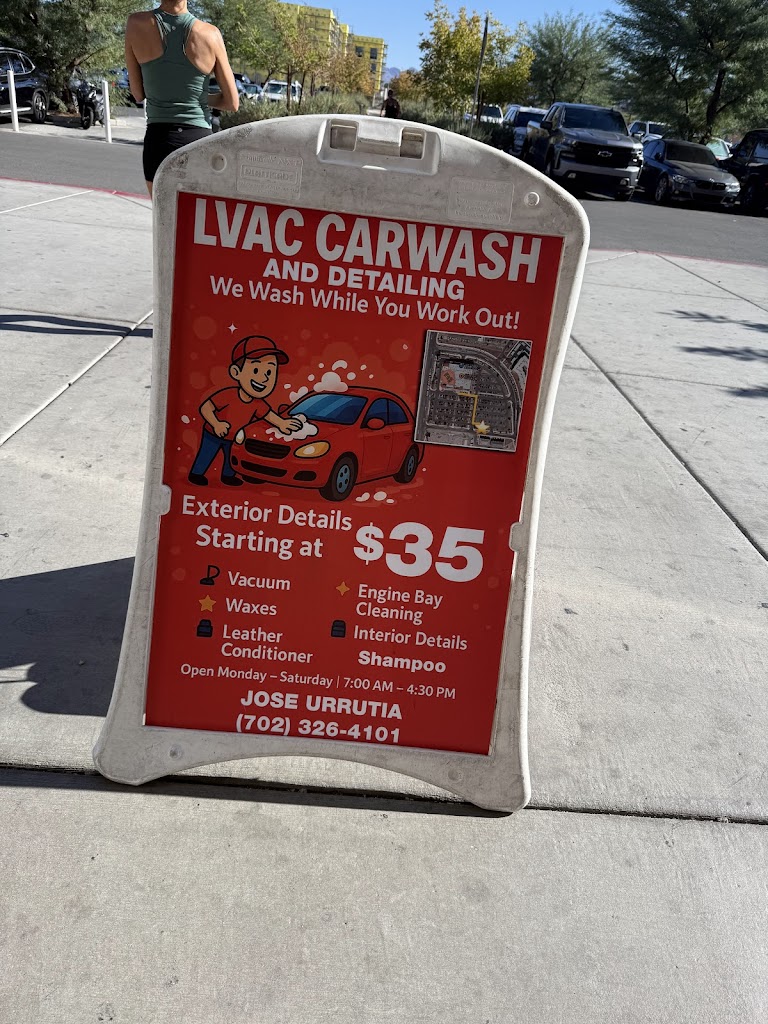 LVAC CARWASH
AND DETAILING
We Wash While You Work Out!
Exterior Details
Starting at
$35
Vacuum
Waxes
Leather
Conditioner
Engine Bay
Cleaning
Interior Details
Shampoo
Open Monday – Saturday | 7:00 AM – 4:30 PM
JOSE URRUTIA
(702) 326-4101